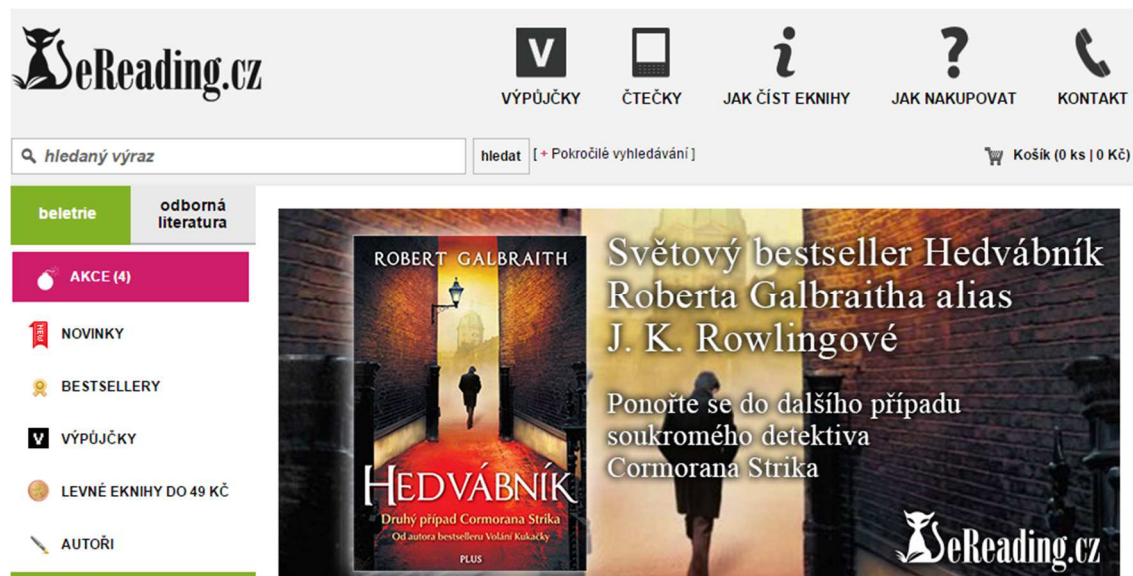 eReading.cz
V
VÝPŮJČKY
ČTEČKY
JAK ČÍST EKNIHY
JAK NAKUPOVAT
KONTAKT
hledaný výraz
hledat
[ + Pokročilé vyhledávání ]
Košík (0 ks | 0 Kč)
beletrie
odborná
literatura
AKCE (4)
NEW
NOVINKY
BESTSELLERY
V
VÝPŮJČKY
LEVNÉ EKNIHY DO 49 KČ
AUTOŘI
ROBERT GALBRAITH
HEDVÁBNÍK
Druhý případ Cormorana Strika
Od autora bestselleru Volání Kukačky
PLUS
Světový bestseller Hedvábník
Roberta Galbraitha alias
J. K. Rowlingové
Ponořte se do dalšího případu
soukromého detektiva
Cormorana Strika
eReading.cz